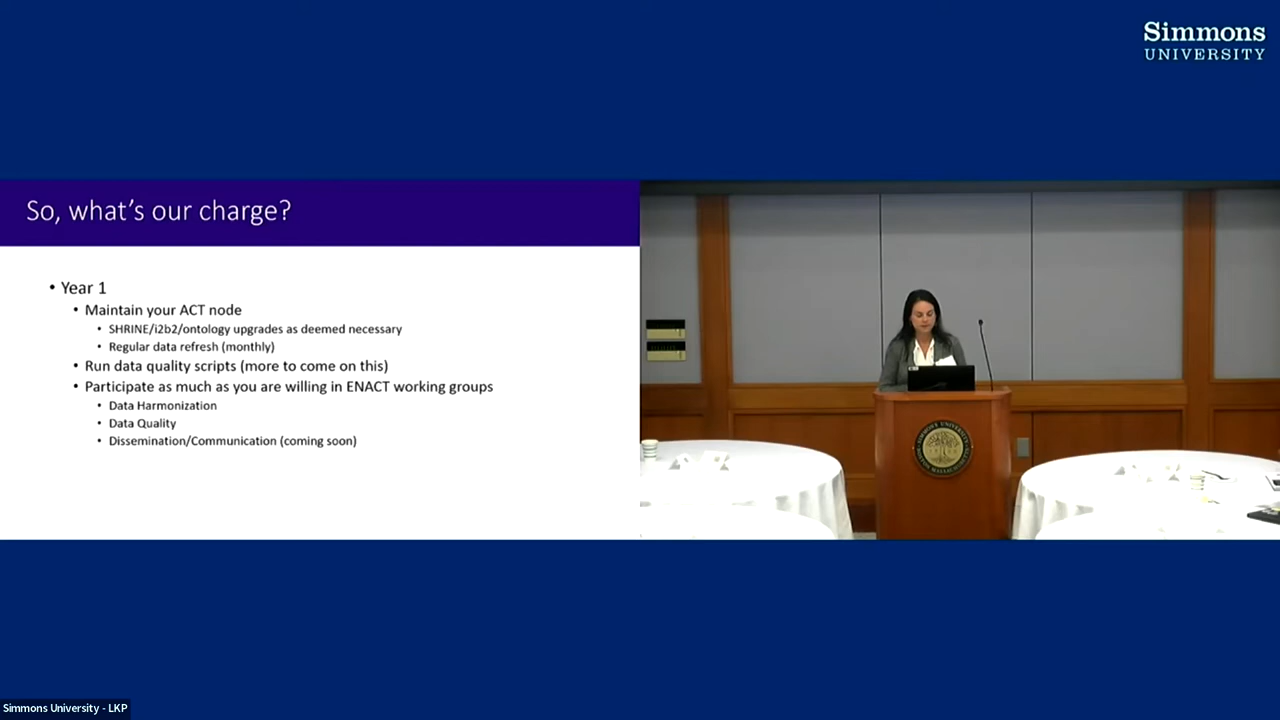 Simmons
UNIVERSITY
So, what's our charge?
• Year 1
• Maintain your ACT node
• SHRINE/i2b2/ontology upgrades as deemed necessary
• Regular data refresh (monthly)
• Run data quality scripts (more to come on this)
• Participate as much as you are willing in ENACT working groups
• Data Harmonization
• Data Quality
• Dissemination/Communication (coming soon)
SIMMONS UNIVERSITY
Simmons University - LKP